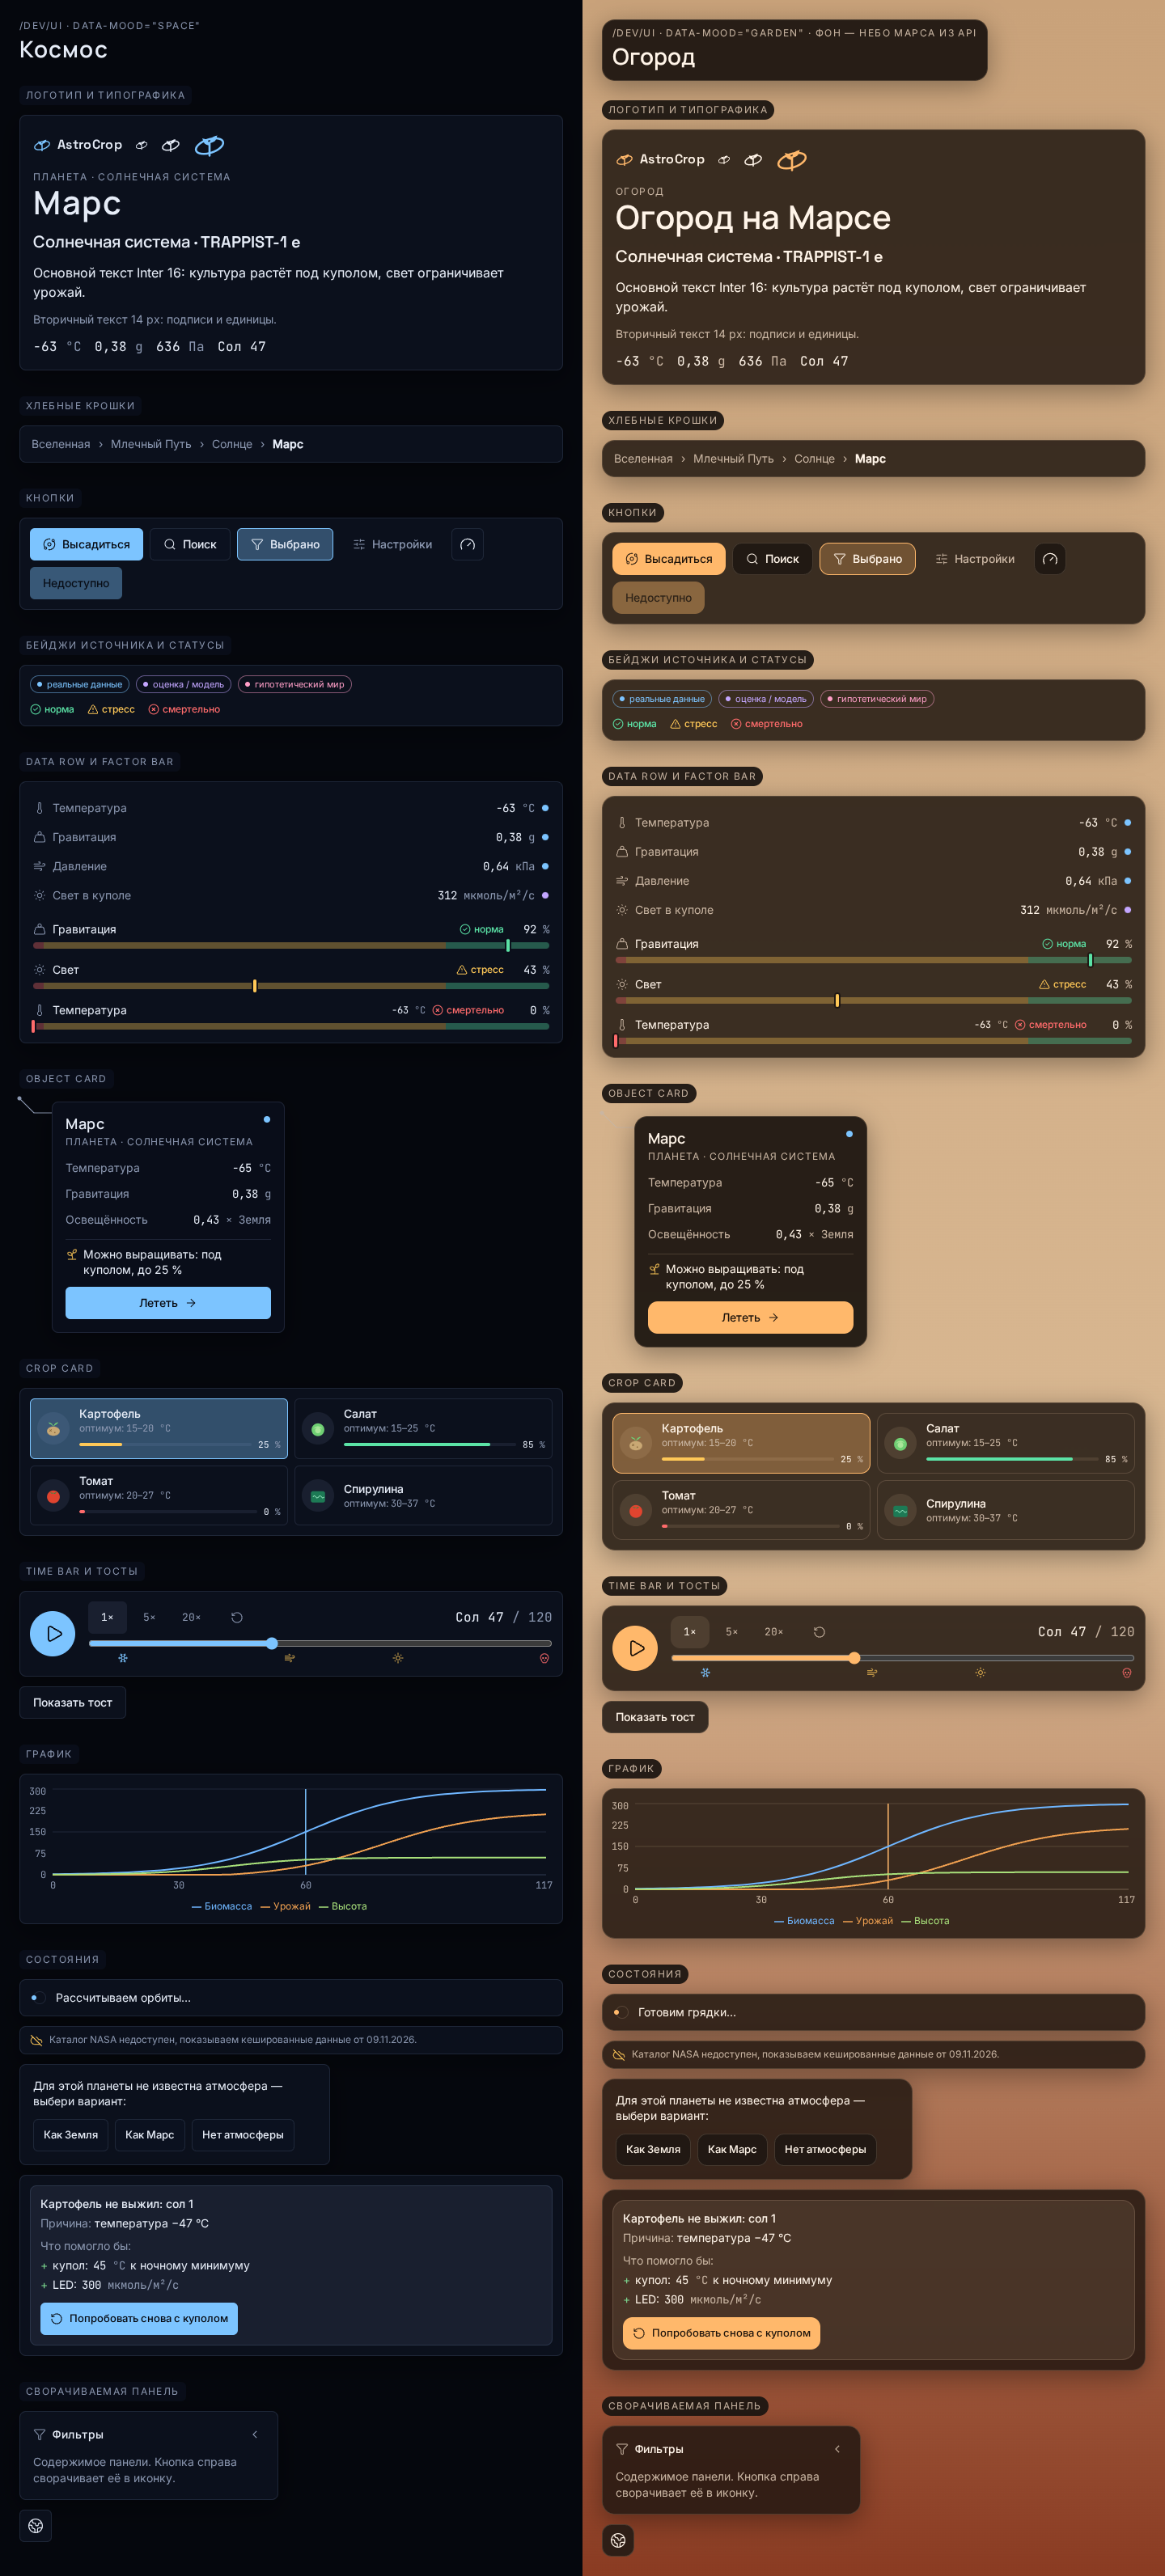 /DEV/UI · DATA-MOOD="SPACE"
Космос
ЛОГОТИП И ТИПОГРАФИКА
AstroCrop
ПЛАНЕТА · СОЛНЕЧНАЯ СИСТЕМА
Марс
Солнечная система · TRAPPIST-1 e
Основной текст Inter 16: культура растёт под куполом, свет ограничивает
урожай.
Вторичный текст 14 px: подписи и единицы.
-63 °C 0,38 g 636 Па Сол 47
ХЛЕБНЫЕ КРОШКИ
Вселенная › Млечный Путь › Солнце › Марс
КНОПКИ
Высадиться Поиск Выбрано Настройки
Недоступно
БЕЙДЖИ ИСТОЧНИКА И СТАТУСЫ
реальные данные оценка / модель гипотетический мир
норма стресс смертельно
DATA ROW И FACTOR BAR
Температура -63 °C
Гравитация 0,38 g
Давление 0,64 кПа
Свет в куполе 312 мкмоль/м²/с
Гравитация норма 92 %
Свет стресс 43 %
Температура -63 °C смертельно 0 %
OBJECT CARD
Марс
ПЛАНЕТА · СОЛНЕЧНАЯ СИСТЕМА
Температура -65 °C
Гравитация 0,38 g
Освещённость 0,43 × Земля
Можно выращивать: под
куполом, до 25 %
Лететь →
CROP CARD
Картофель
оптимум: 15–20 °C
25 %
Салат
оптимум: 15–25 °C
85 %
Томат
оптимум: 20–27 °C
0 %
Спирулина
оптимум: 30–37 °C
TIME BAR И ТОСТЫ
1× 5× 20× Сол 47 / 120
Показать тост
ГРАФИК
300
225
150
75
0
0 30 60 117
Биомасса Урожай Высота
СОСТОЯНИЯ
Рассчитываем орбиты…
Каталог NASA недоступен, показываем кешированные данные от 09.11.2026.
Для этой планеты не известна атмосфера —
выбери вариант:
Как Земля Как Марс Нет атмосферы
Картофель не выжил: сол 1
Причина: температура −47 °C
Что помогло бы:
+ купол: 45 °C к ночному минимуму
+ LED: 300 мкмоль/м²/с
Попробовать снова с куполом
СВОРАЧИВАЕМАЯ ПАНЕЛЬ
Фильтры
Содержимое панели. Кнопка справа
сворачивает её в иконку.
/DEV/UI · DATA-MOOD="GARDEN" · ФОН — НЕБО МАРСА ИЗ API
Огород
ЛОГОТИП И ТИПОГРАФИКА
AstroCrop
ОГОРОД
Огород на Марсе
Солнечная система · TRAPPIST-1 e
Основной текст Inter 16: культура растёт под куполом, свет ограничивает
урожай.
Вторичный текст 14 px: подписи и единицы.
-63 °C 0,38 g 636 Па Сол 47
ХЛЕБНЫЕ КРОШКИ
Вселенная › Млечный Путь › Солнце › Марс
КНОПКИ
Высадиться Поиск Выбрано Настройки
Недоступно
БЕЙДЖИ ИСТОЧНИКА И СТАТУСЫ
реальные данные оценка / модель гипотетический мир
норма стресс смертельно
DATA ROW И FACTOR BAR
Температура -63 °C
Гравитация 0,38 g
Давление 0,64 кПа
Свет в куполе 312 мкмоль/м²/с
Гравитация норма 92 %
Свет стресс 43 %
Температура -63 °C смертельно 0 %
OBJECT CARD
Марс
ПЛАНЕТА · СОЛНЕЧНАЯ СИСТЕМА
Температура -65 °C
Гравитация 0,38 g
Освещённость 0,43 × Земля
Можно выращивать: под
куполом, до 25 %
Лететь →
CROP CARD
Картофель
оптимум: 15–20 °C
25 %
Салат
оптимум: 15–25 °C
85 %
Томат
оптимум: 20–27 °C
0 %
Спирулина
оптимум: 30–37 °C
TIME BAR И ТОСТЫ
1× 5× 20× Сол 47 / 120
Показать тост
ГРАФИК
300
225
150
75
0
0 30 60 117
Биомасса Урожай Высота
СОСТОЯНИЯ
Готовим грядки…
Каталог NASA недоступен, показываем кешированные данные от 09.11.2026.
Для этой планеты не известна атмосфера —
выбери вариант:
Как Земля Как Марс Нет атмосферы
Картофель не выжил: сол 1
Причина: температура −47 °C
Что помогло бы:
+ купол: 45 °C к ночному минимуму
+ LED: 300 мкмоль/м²/с
Попробовать снова с куполом
СВОРАЧИВАЕМАЯ ПАНЕЛЬ
Фильтры
Содержимое панели. Кнопка справа
сворачивает её в иконку.